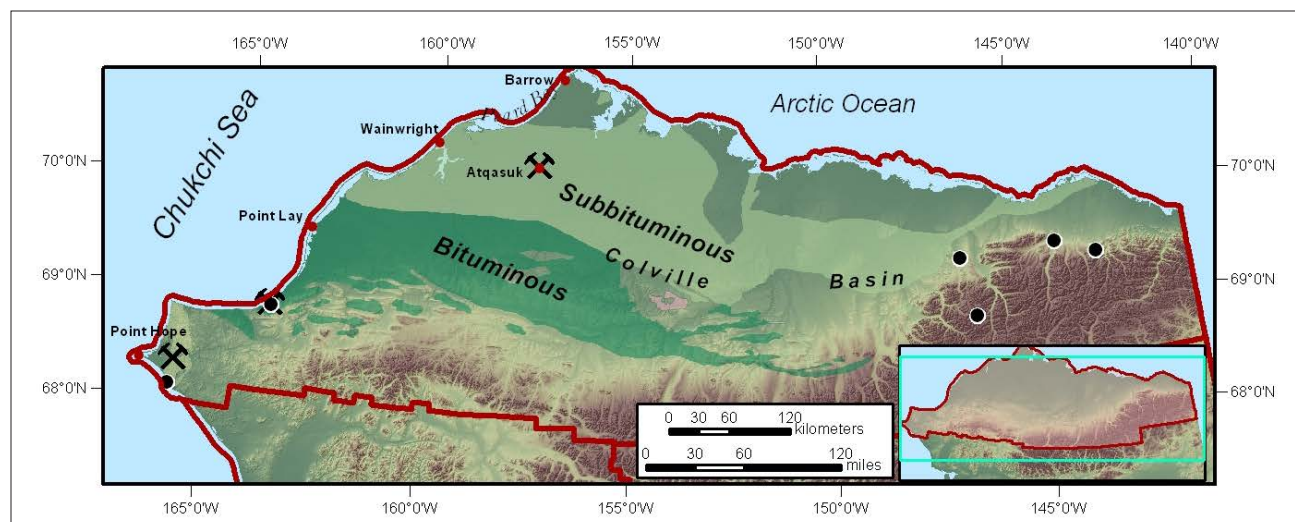 165°0'W 160°0'W 155°0'W 150°0'W 145°0'W 140°0'W
Chukchi Sea
Arctic Ocean
Barrow
Wainwright
70°0'N
Atqasuk
70°0'N
Subbituminous
Point Lay
Bituminous
Colville
Basin
69°0'N
69°0'N
Point Hope
68°0'N
68°0'N
0 30 60 120
kilometers
0 30 60 120
miles
165°0'W 160°0'W 155°0'W 150°0'W 145°0'W